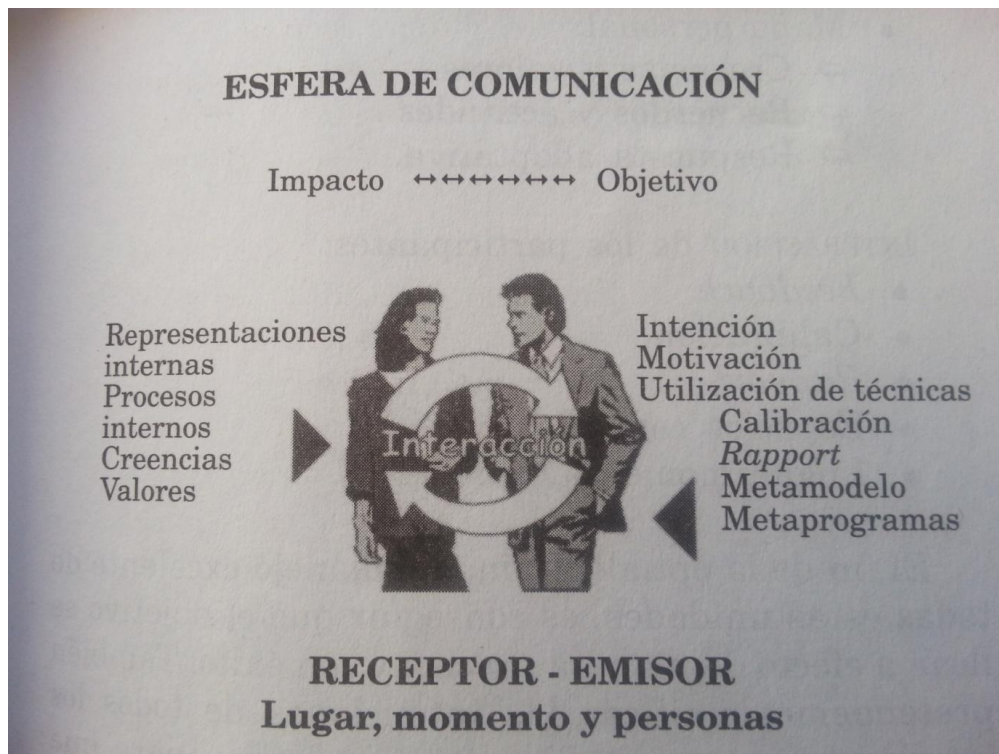 ESFERA DE COMUNICACIÓN
Impacto ↔↔↔↔↔↔ Objetivo
Representaciones
internas
Procesos
internos
Creencias
Valores
Interacción
Intención
Motivación
Utilización de técnicas
Calibración
Rapport
Metamodelo
Metaprogramas
RECEPTOR - EMISOR
Lugar, momento y personas